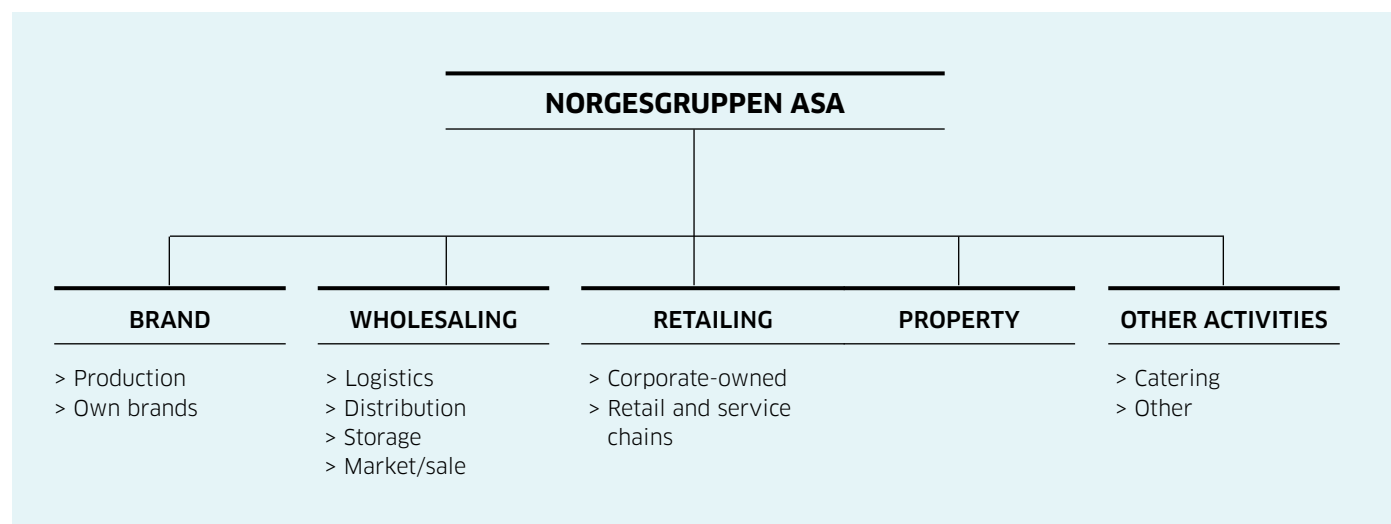 NORGESGRUPPEN ASA
BRAND
> Production
> Own brands
WHOLESALING
> Logistics
> Distribution
> Storage
> Market/sale
RETAILING
> Corporate-owned
> Retail and service
chains
PROPERTY
OTHER ACTIVITIES
> Catering
> Other